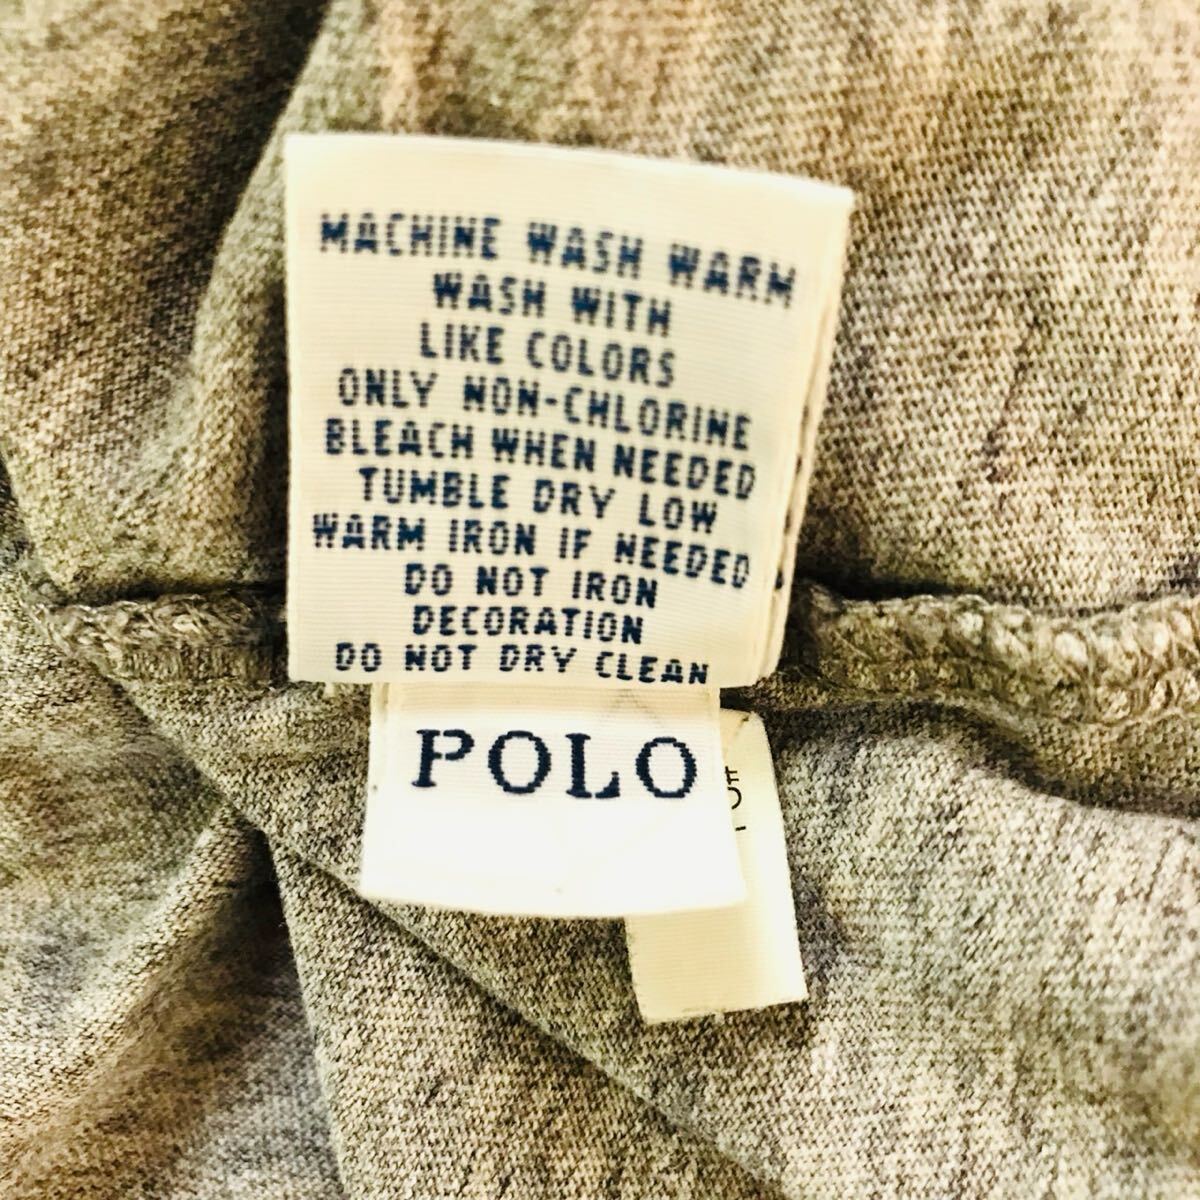 MACHINE WASH WARM
WASH WITH
LIKE COLORS
ONLY NON-CHLORINE
BLEACH WHEN NEEDED
TUMBLE DRY LOW
WARM IRON IF NEEDED
DO NOT IRON
DECORATION
DO NOT DRY CLEAN
POLO